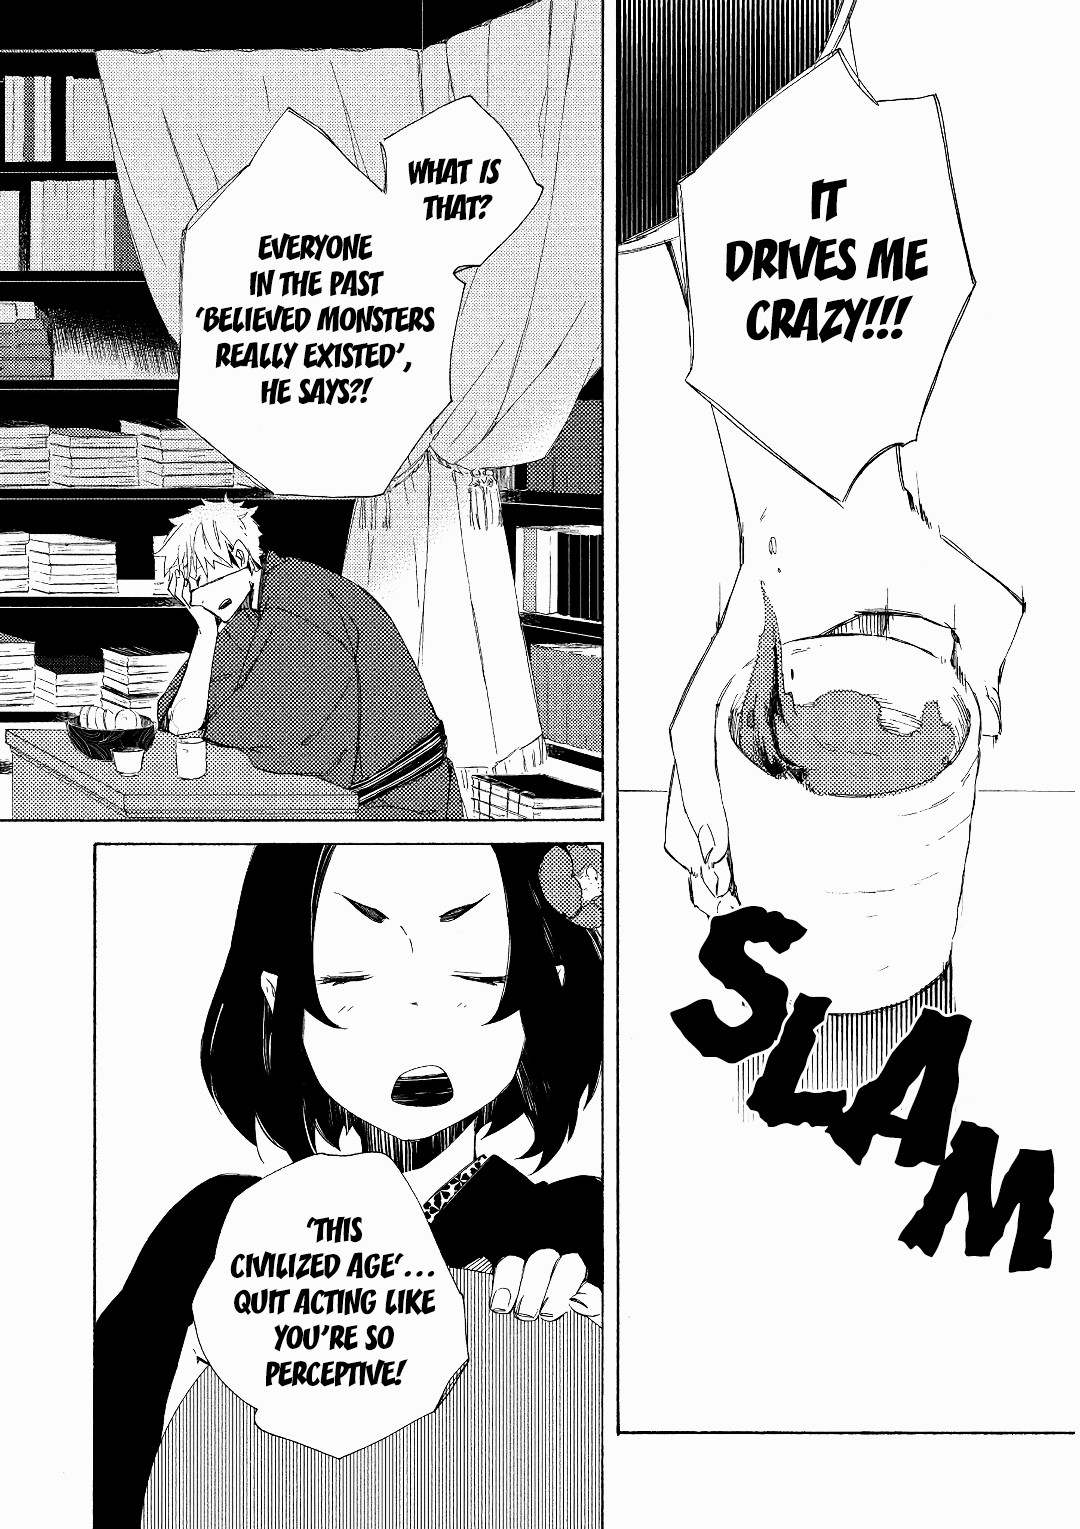 IT
DRIVES ME
CRAZY!!!
SLAM
WHAT IS
THAT?
EVERYONE
IN THE PAST
'BELIEVED MONSTERS
REALLY EXISTED',
HE SAYS?!
'THIS
CIVILIZED AGE'...
QUIT ACTING LIKE
YOU'RE SO
PERCEPTIVE!